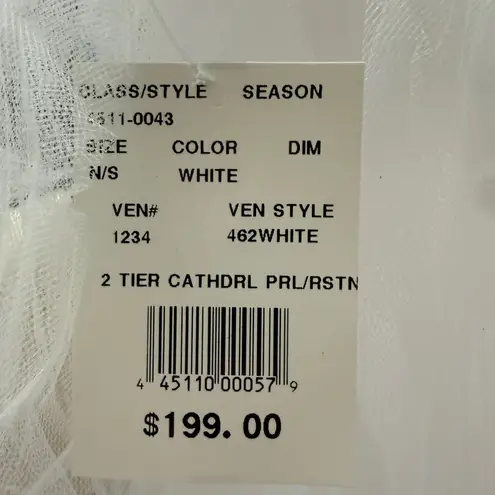 CLASS/STYLE SEASON
4511-0043
SIZE COLOR DIM
N/S WHITE
VEN# VEN STYLE
1234 462WHITE
2 TIER CATHDRL PRL/RSTN
4 45110 00057 9
$199.00